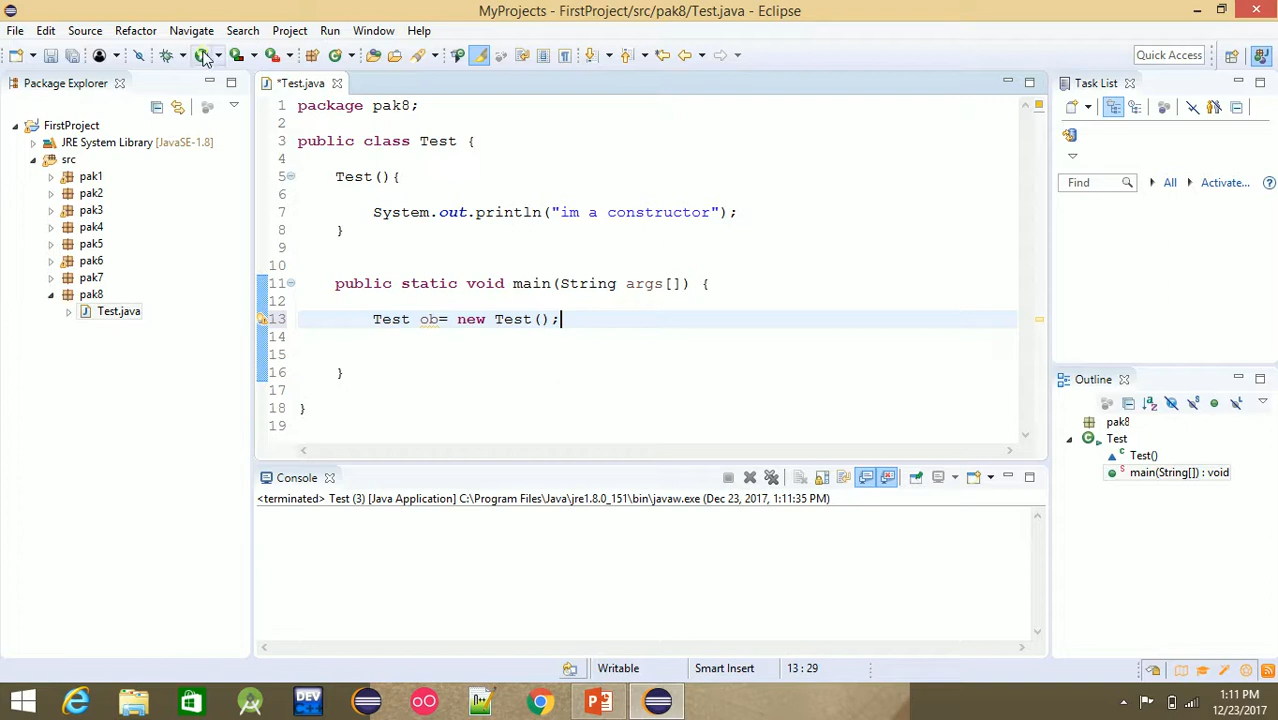 MyProjects - FirstProject/src/pak8/Test.java - Eclipse
File Edit Source Refactor Navigate Search Project Run Window Help
Quick Access
Package Explorer
*Test.java
Task List
FirstProject
JRE System Library [JavaSE-1.8]
src
pak1
pak2
pak3
pak4
pak5
pak6
pak7
pak8
Test.java
1 package pak8;
2
3 public class Test {
4
5 Test(){
6
7 System.out.println("im a constructor");
8 }
9
10
11 public static void main(String args[]) {
12
13 Test ob= new Test();
14
15
16 }
17
18 }
19
Find All Activate...
Outline
pak8
Test
Test()
main(String[]) : void
Console
<terminated> Test (3) [Java Application] C:\Program Files\Java\jre1.8.0_151\bin\javaw.exe (Dec 23, 2017, 1:11:35 PM)
Writable Smart Insert 13 : 29
DEV
1:11 PM
12/23/2017